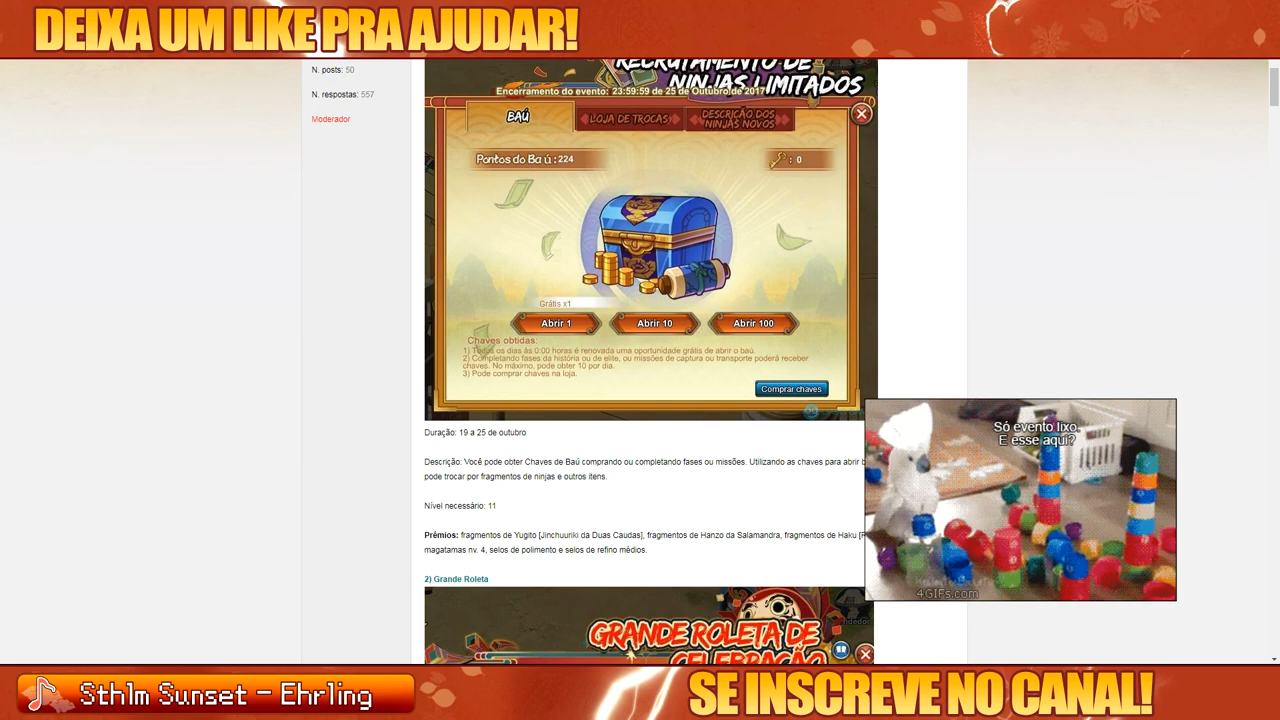 DEIXA UM LIKE PRA AJUDAR!
N. posts: 50
N. respostas: 557
Moderador
RECRUTAMENTO DE
NINJAS LIMITADOS
Encerramento do evento: 23:59:59 de 25 de Outubro de 2017
BAÚ
LOJA DE TROCAS
DESCRIÇÃO DOS
NINJAS NOVOS
Pontos do Baú: 224
: 0
Grátis x1
Abrir 1
Abrir 10
Abrir 100
Chaves obtidas:
1) Todos os dias às 0:00 horas é renovada uma oportunidade grátis de abrir o baú.
2) Completando fases da história ou de elite, ou missões de captura ou transporte poderá receber
chaves. No máximo, pode obter 10 por dia.
3) Pode comprar chaves na loja.
Comprar chaves
Duração: 19 a 25 de outubro
Descrição: Você pode obter Chaves de Baú comprando ou completando fases ou missões. Utilizando as chaves para abrir
pode trocar por fragmentos de ninjas e outros itens.
Nível necessário: 11
Prêmios: fragmentos de Yugito [Jinchuuriki da Duas Caudas], fragmentos de Hanzo da Salamandra, fragmentos de Haku
magatamas nv. 4, selos de polimento e selos de refino médios.
Só evento lixo.
E esse aqui?
4GIFs.com
2) Grande Roleta
GRANDE ROLETA DE
CELEBRAÇÃO
Sthlm Sunset - Ehrling
SE INSCREVE NO CANAL!